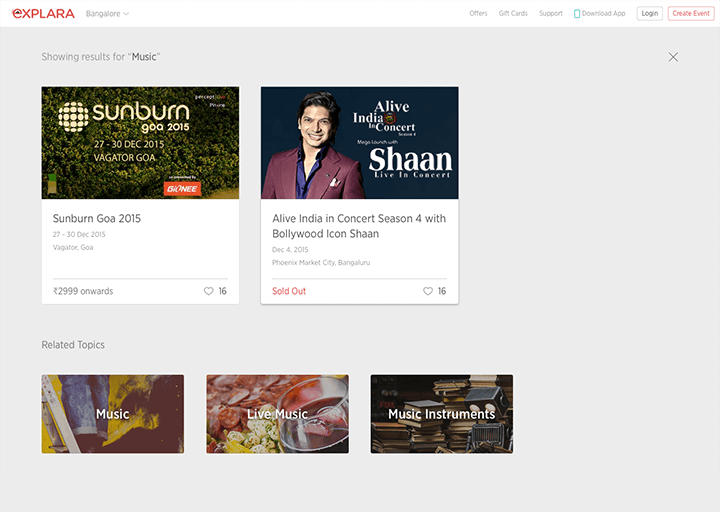 EXPLARA
Bangalore
Offers
Gift Cards
Support
Download App
Login
Create Event
Showing results for “Music”
sunburn
goa 2015
27 - 30 DEC 2015
VAGATOR GOA
GIONEE
Alive
India
In Concert
Season 4
Mega Launch with
Shaan
Live In Concert
Sunburn Goa 2015
27 - 30 Dec 2015
Vagator, Goa
₹2999 onwards
16
Alive India in Concert Season 4 with
Bollywood Icon Shaan
Dec 4, 2015
Phoenix Market City, Bangaluru
Sold Out
16
Related Topics
Music
Live Music
Music Instruments